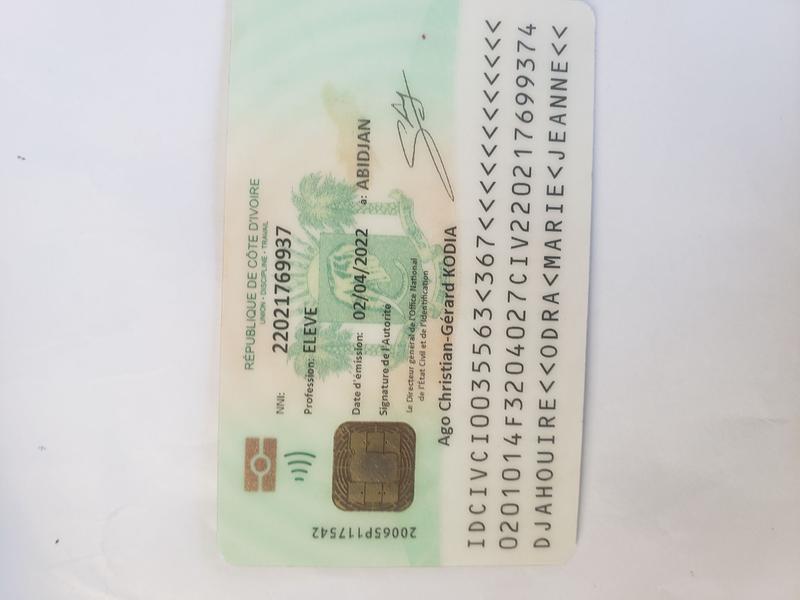 RÉPUBLIQUE DE CÔTE D'IVOIRE
UNION - DISCIPLINE - TRAVAIL
NNI: 22021769937
Profession: ELEVE
Date d'émission: 02/04/2022 à: ABIDJAN
Signature de l'Autorité
Le Directeur général de l'Office National
de l'État Civil et de l'Identification
Ago Christian-Gérard KODIA
20065P117542
IDCIVCI0035563<367<<<<<<<<<<<<
0201014F3204027CIV220217699374
DJAHOUIRE<<ODRA<MARIE<JEANNE<<